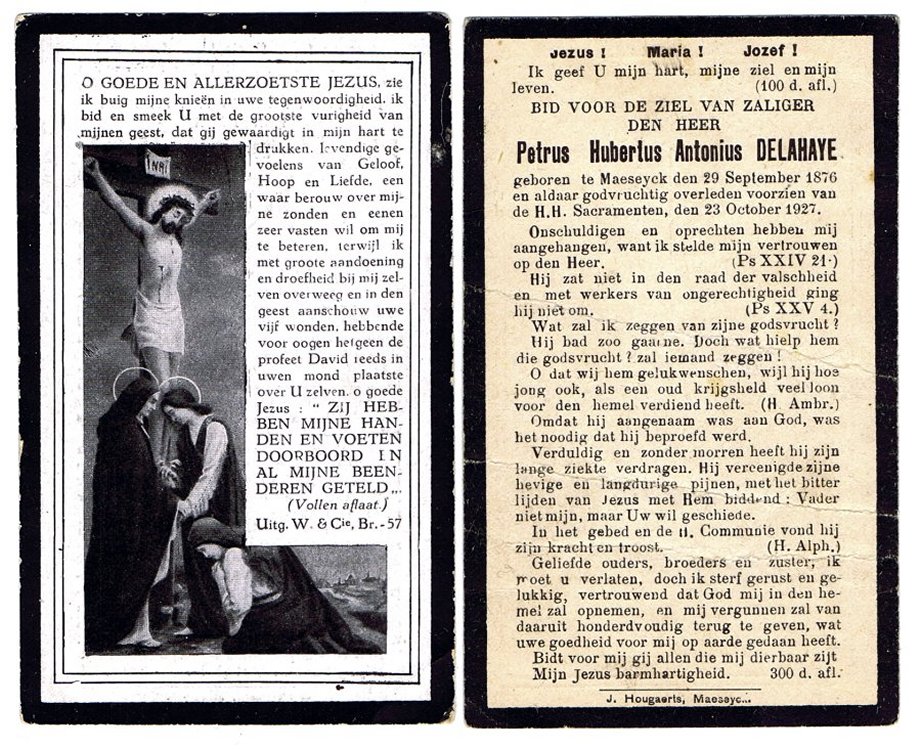 O GOEDE EN ALLERZOETSTE JEZUS, zie
ik buig mijne knieën in uwe tegenwoordigheid, ik
bid en smeek U met de grootste vurigheid van
mijnen geest, dat gij gewaardigt in mijn hart te
drukken, levendige ge-
voelens van Geloof,
Hoop en Liefde, een
waar berouw over mij-
ne zonden en eenen
zeer vasten wil om mij
te beteren, terwijl ik
met groote aandoening
en droefheid bij mij zel-
ven overweeg en in den
geest aanschouw uwe
vijf wonden, hebbende
voor oogen hetgeen de
profeet David reeds in
uwen mond plaatste
over U zelven, o goede
Jezus : " ZIJ HEB-
BEN MIJNE HAN-
DEN EN VOETEN
DOORBOORD EN
AL MIJNE BEEN-
DEREN GETELD „.
(Vollen aflaat.)
Uitg. W. & Cie, Br. - 57
INRI
Jezus ! Maria ! Jozef !
Ik geef U mijn hart, mijne ziel en mijn
leven. (100 d. afl.)
BID VOOR DE ZIEL VAN ZALIGER
DEN HEER
Petrus Hubertus Antonius DELAHAYE
geboren te Maeseyck den 29 September 1876
en aldaar godvruchtig overleden voorzien van
de H.H. Sacramenten, den 23 October 1927.
Onschuldigen en oprechten hebben mij
aangehangen, want ik stelde mijn vertrouwen
op den Heer. (Ps XXIV 21·)
Hij zat niet in den raad der valschheid
en met werkers van ongerechtigheid ging
hij niet om. (Ps XXV 4.)
Wat zal ik zeggen van zijne godsvrucht ?
Hij bad zoo gaarne. Doch wat hielp hem
die godsvrucht ? zal iemand zeggen !
O dat wij hem gelukwenschen, wijl hij hoe
jong ook, als een oud krijgsheld veel loon
voor den hemel verdiend heeft. (H. Ambr.)
Omdat hij aangenaam was aan God, was
het noodig dat hij beproefd werd.
Verduldig en zonder morren heeft hij zijn
lange ziekte verdragen. Hij vereenigde zijne
hevige en langdurige pijnen, met het bitter
lijden van Jezus met Hem biddend : Vader
niet mijn, maar Uw wil geschiede.
In het gebed en de H. Communie vond hij
zijn kracht en troost. (H. Alph.)
Geliefde ouders, broeders en zuster, ik
moet u verlaten, doch ik sterf gerust en ge-
lukkig, vertrouwend dat God mij in den he-
mel zal opnemen, en mij vergunnen zal van
daaruit honderdvoudig terug te geven, wat
uwe goedheid voor mij op aarde gedaan heeft.
Bidt voor mij gij allen die mij dierbaar zijt
Mijn Jezus barmhartigheid. 300 d. afl.
J. Hougaerts, Maeseyc...